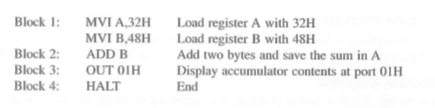 Block 1: MVI A,32H Load register A with 32H
MVI B,48H Load register B with 48H
Block 2: ADD B Add two bytes and save the sum in A
Block 3: OUT 01H Display accumulator contents at port 01H
Block 4: HALT End